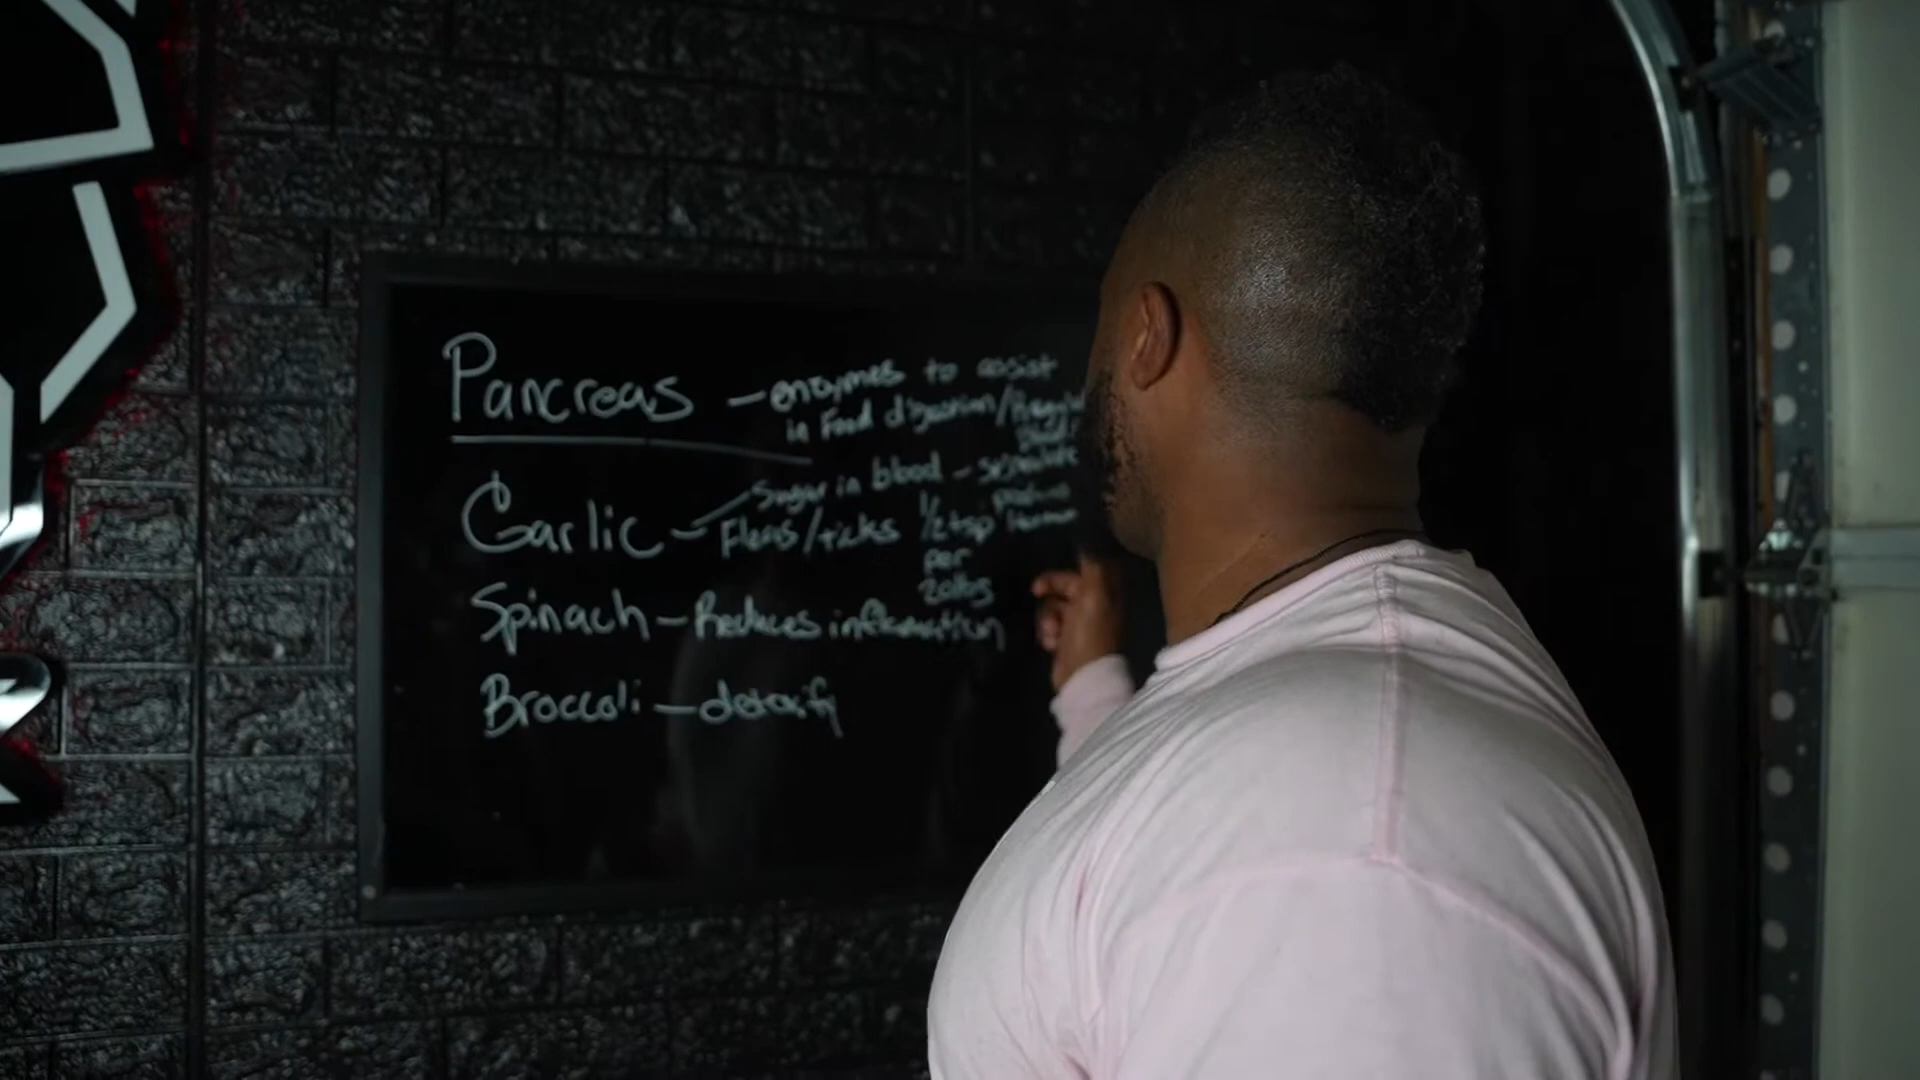 Pancreas – enzymes to assist
in Food digestion/
Sugar in blood –
Garlic – Fleas/ticks 1/2 tsp
per
20lbs
Spinach – Reduces inflammation
Broccoli – detoxify